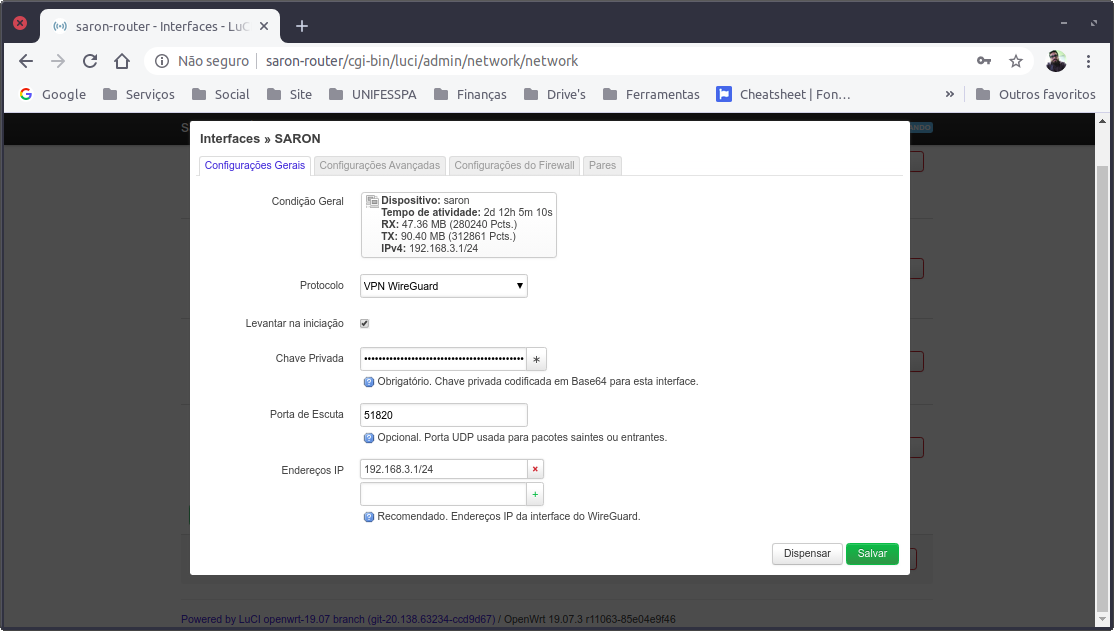 saron-router - Interfaces - LuC
Não seguro
saron-router/cgi-bin/luci/admin/network/network
Google
Serviços
Social
Site
UNIFESSPA
Finanças
Drive's
Ferramentas
Cheatsheet | Fon…
»
Outros favoritos
Interfaces » SARON
Configurações Gerais
Configurações Avançadas
Configurações do Firewall
Pares
Condição Geral
Dispositivo: saron
Tempo de atividade: 2d 12h 5m 10s
RX: 47.36 MB (280240 Pcts.)
TX: 90.40 MB (312861 Pcts.)
IPv4: 192.168.3.1/24
Protocolo
VPN WireGuard
Levantar na iniciação
Chave Privada
Obrigatório. Chave privada codificada em Base64 para esta interface.
Porta de Escuta
51820
Opcional. Porta UDP usada para pacotes saintes ou entrantes.
Endereços IP
192.168.3.1/24
Recomendado. Endereços IP da interface do WireGuard.
Dispensar
Salvar
Powered by LuCI openwrt-19.07 branch (git-20.138.63234-ccd9d67) / OpenWrt 19.07.3 r11063-85e04e9f46